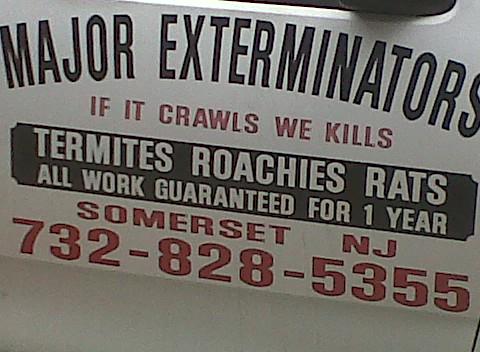 MAJOR EXTERMINATORS
IF IT CRAWLS WE KILLS
TERMITES ROACHIES RATS
ALL WORK GUARANTEED FOR 1 YEAR
SOMERSET NJ
732-828-5355